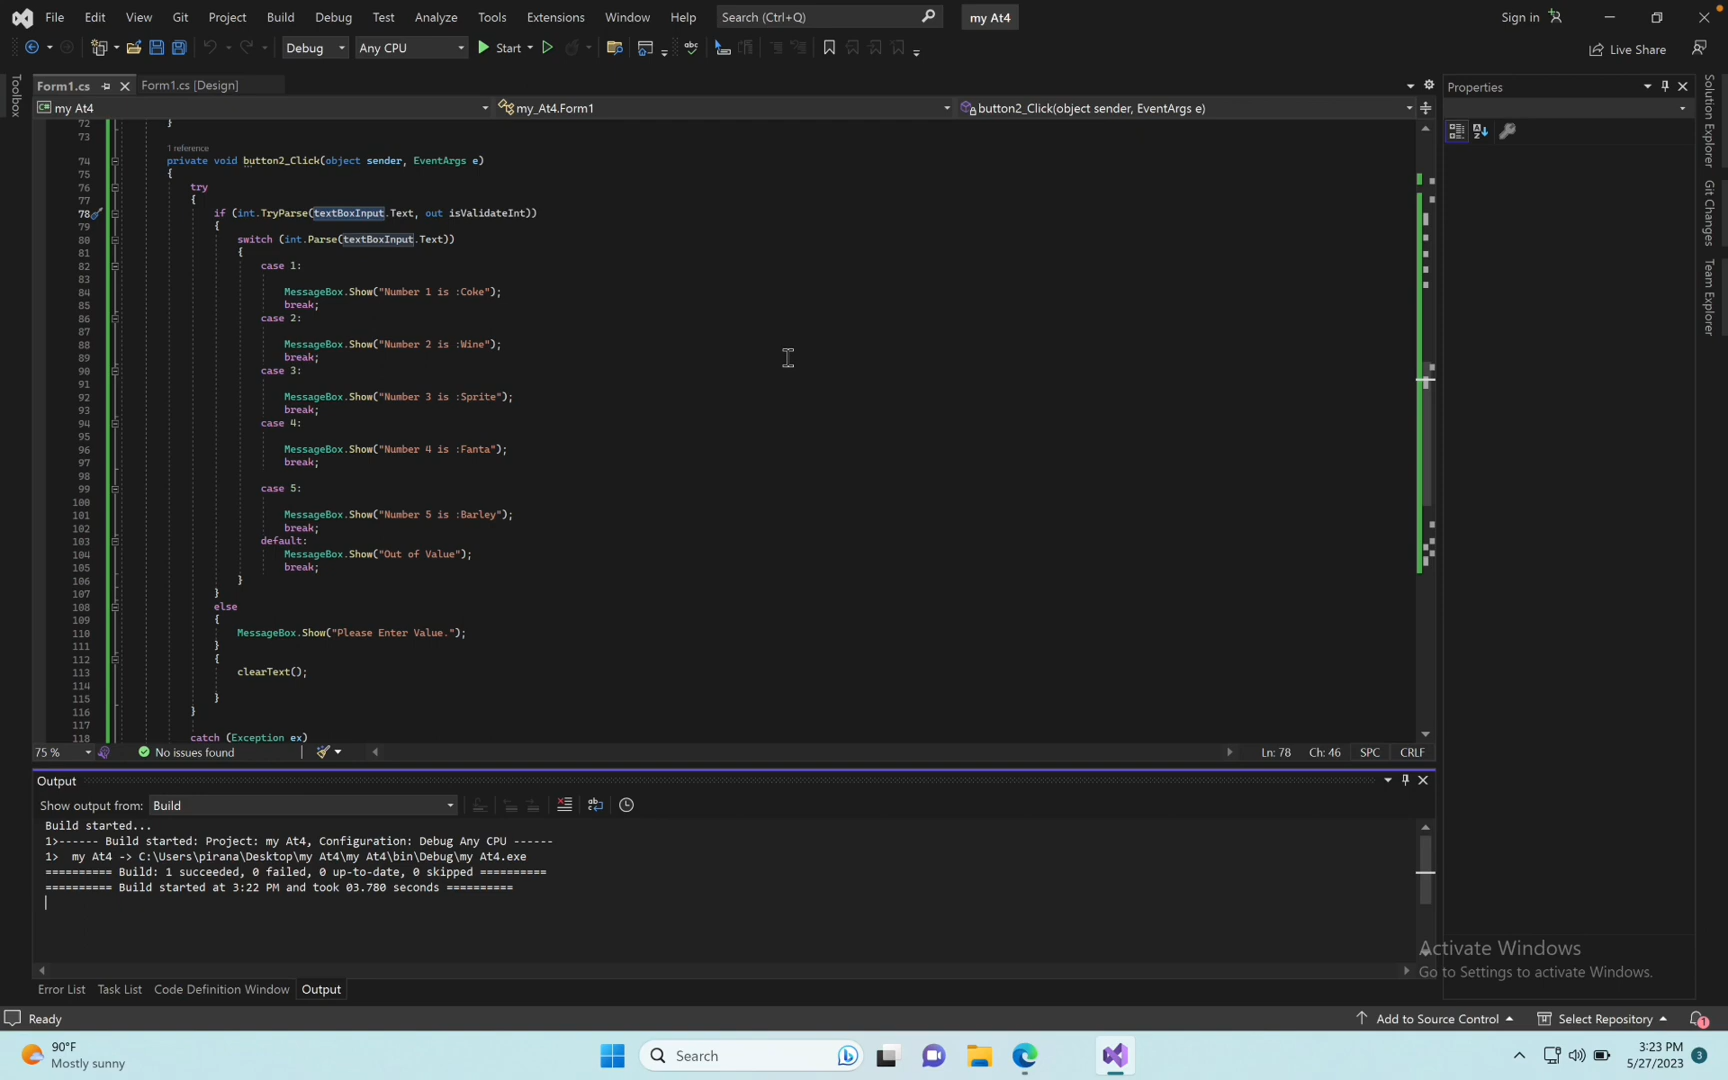 File Edit View Git Project Build Debug Test Analyze Tools Extensions Window Help Search (Ctrl+Q) my At4 Sign in
Debug Any CPU Start Live Share
Form1.cs Form1.cs [Design] Properties
my At4 my_At4.Form1 button2_Click(object sender, EventArgs e)
Toolbox
Solution Explorer
Git Changes
Team Explorer
72 }
73
1 reference
74 private void button2_Click(object sender, EventArgs e)
75 {
76 try
77 {
78 if (int.TryParse(textBoxInput.Text, out isValidateInt))
79 {
80 switch (int.Parse(textBoxInput.Text))
81 {
82 case 1:
83
84 MessageBox.Show("Number 1 is :Coke");
85 break;
86 case 2:
87
88 MessageBox.Show("Number 2 is :Wine");
89 break;
90 case 3:
91
92 MessageBox.Show("Number 3 is :Sprite");
93 break;
94 case 4:
95
96 MessageBox.Show("Number 4 is :Fanta");
97 break;
98
99 case 5:
100
101 MessageBox.Show("Number 5 is :Barley");
102 break;
103 default:
104 MessageBox.Show("Out of Value");
105 break;
106 }
107 }
108 else
109 {
110 MessageBox.Show("Please Enter Value.");
111 }
112 {
113 clearText();
114
115 }
116 }
117
118 catch (Exception ex)
75 % No issues found Ln: 78 Ch: 46 SPC CRLF
Output
Show output from: Build
Build started...
1>------ Build started: Project: my At4, Configuration: Debug Any CPU ------
1> my At4 -> C:\Users\pirana\Desktop\my At4\my At4\bin\Debug\my At4.exe
========== Build: 1 succeeded, 0 failed, 0 up-to-date, 0 skipped ==========
========== Build started at 3:22 PM and took 03.780 seconds ==========
Activate Windows
Go to Settings to activate Windows.
Error List Task List Code Definition Window Output
Ready Add to Source Control Select Repository 1
90°F
Mostly sunny
Search
3:23 PM
5/27/2023
3